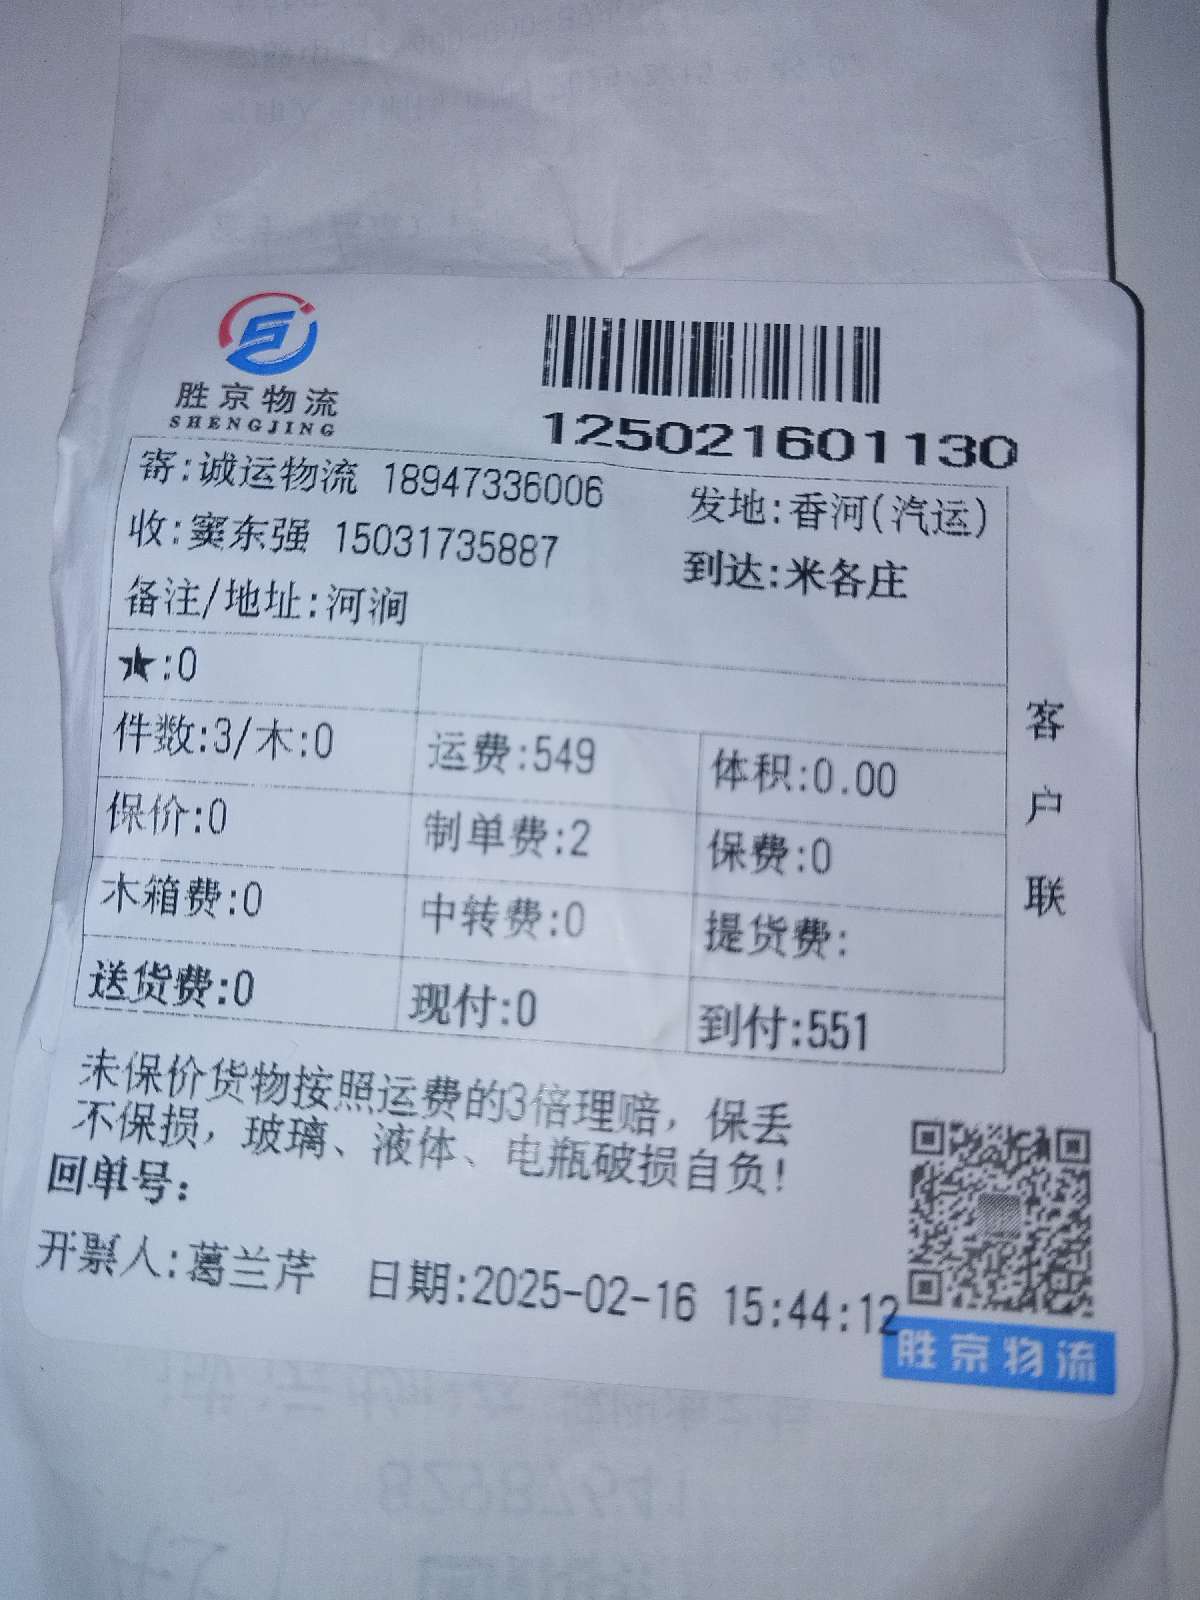 胜京物流
SHENGJING
125021601130
寄:诚运物流 18947336006
发地:香河(汽运)
收:窦东强 15031735887
到达:米各庄
备注/地址:河涧
★:0
件数:3/木:0 运费:549 体积:0.00
保价:0 制单费:2 保费:0
木箱费:0 中转费:0 提货费:
送货费:0 现付:0 到付:551
客户联
未保价货物按照运费的3倍理赔，保丢
不保损，玻璃、液体、电瓶破损自负!
回单号:
开票人:葛兰芹 日期:2025-02-16 15:44:12
胜京物流